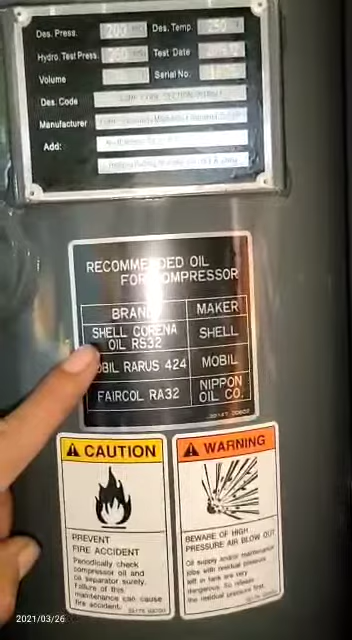 Des. Press.
Des. Temp.
Hydro. Test Press.
Test Date
Volume
Serial No.
Des. Code
Manufacturer
Add:
RECOMMENDED OIL
FOR COMPRESSOR
BRAND MAKER
SHELL CORENA
OIL RS32
SHELL
MOBIL RARUS 424 MOBIL
FAIRCOL RA32
NIPPON
OIL CO.
CAUTION
PREVENT
FIRE ACCIDENT
Periodically check
compressor oil and
oil separator surely.
Failure of this
maintenance can cause
fire accident.
WARNING
BEWARE OF HIGH
PRESSURE AIR BLOW OUT
Oil supply and/or maintenance
jobs with residual pressure
left in tank are very
dangerous. So release
the residual pressure first.
2021/03/26